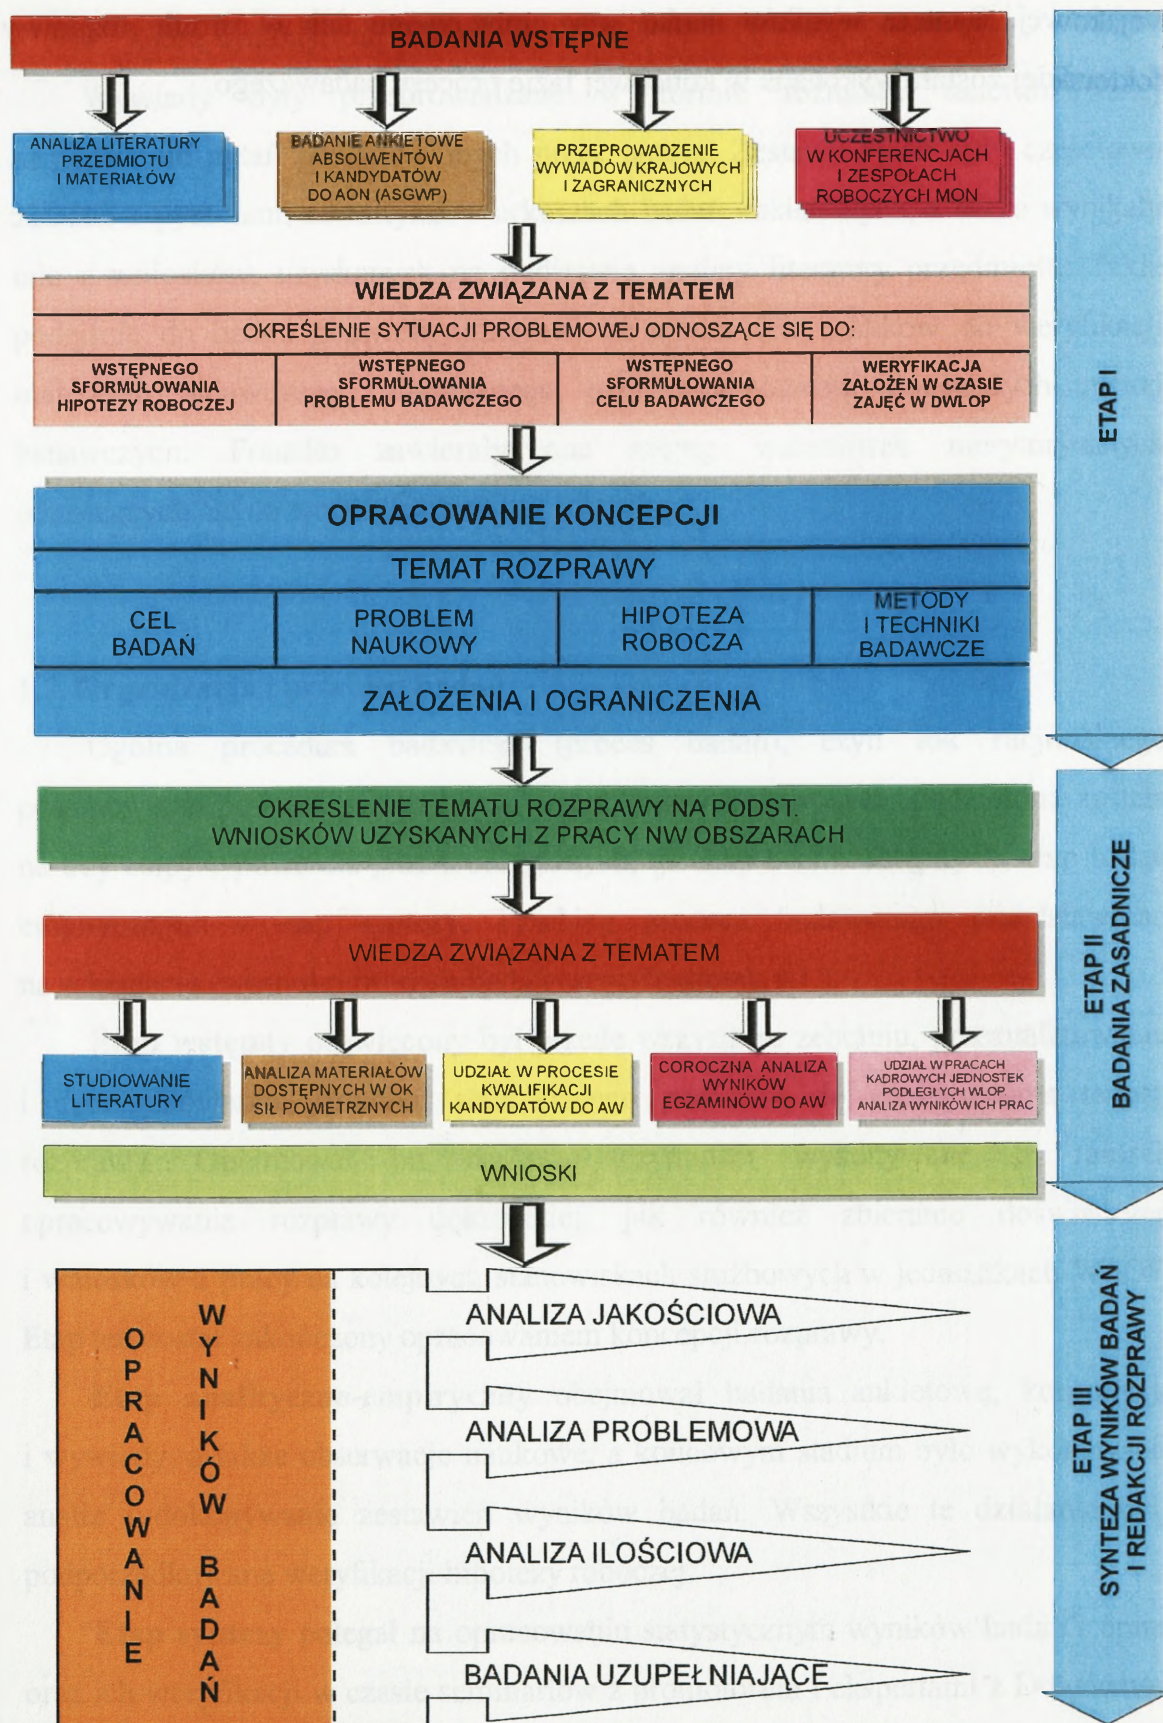 BADANIA WSTĘPNE
ANALIZA LITERATURY
PRZEDMIOTU
I MATERIAŁÓW
BADANIE ANKIETOWE
ABSOLWENTÓW
I KANDYDATÓW
DO AON (ASGWP)
PRZEPROWADZENIE
WYWIADÓW KRAJOWYCH
I ZAGRANICZNYCH
UCZESTNICTWO
W KONFERENCJACH
I ZESPOŁACH
ROBOCZYCH MON
WIEDZA ZWIĄZANA Z TEMATEM
OKREŚLENIE SYTUACJI PROBLEMOWEJ ODNOSZĄCE SIĘ DO:
WSTĘPNEGO
SFORMUŁOWANIA
HIPOTEZY ROBOCZEJ
WSTĘPNEGO
SFORMUŁOWANIA
PROBLEMU BADAWCZEGO
WSTĘPNEGO
SFORMUŁOWANIA
CELU BADAWCZEGO
WERYFIKACJA
ZAŁOŻEŃ W CZASIE
ZAJĘĆ W DWLOP
OPRACOWANIE KONCEPCJI
TEMAT ROZPRAWY
CEL
BADAŃ
PROBLEM
NAUKOWY
HIPOTEZA
ROBOCZA
METODY
I TECHNIKI
BADAWCZE
ZAŁOŻENIA I OGRANICZENIA
ETAP I
OKRESLENIE TEMATU ROZPRAWY NA PODST.
WNIOSKÓW UZYSKANYCH Z PRACY NW OBSZARACH
WIEDZA ZWIĄZANA Z TEMATEM
STUDIOWANIE
LITERATURY
ANALIZA MATERIAŁÓW
DOSTĘPNYCH W OK
SIŁ POWIETRZNYCH
UDZIAŁ W PROCESIE
KWALIFIKACJI
KANDYDATÓW DO AW
COROCZNA ANALIZA
WYNIKÓW
EGZAMINÓW DO AW
UDZIAŁ W PRACACH
KADROWYCH JEDNOSTEK
PODLEGŁYCH WLOP
ANALIZA WYNIKÓW ICH PRAC
WNIOSKI
ETAP II
BADANIA ZASADNICZE
OPRACOWANIE
WYNIKÓW BADAŃ
ANALIZA JAKOŚCIOWA
ANALIZA PROBLEMOWA
ANALIZA ILOŚCIOWA
BADANIA UZUPEŁNIAJĄCE
ETAP III
SYNTEZA WYNIKÓW BADAŃ
I REDAKCJI ROZPRAWY